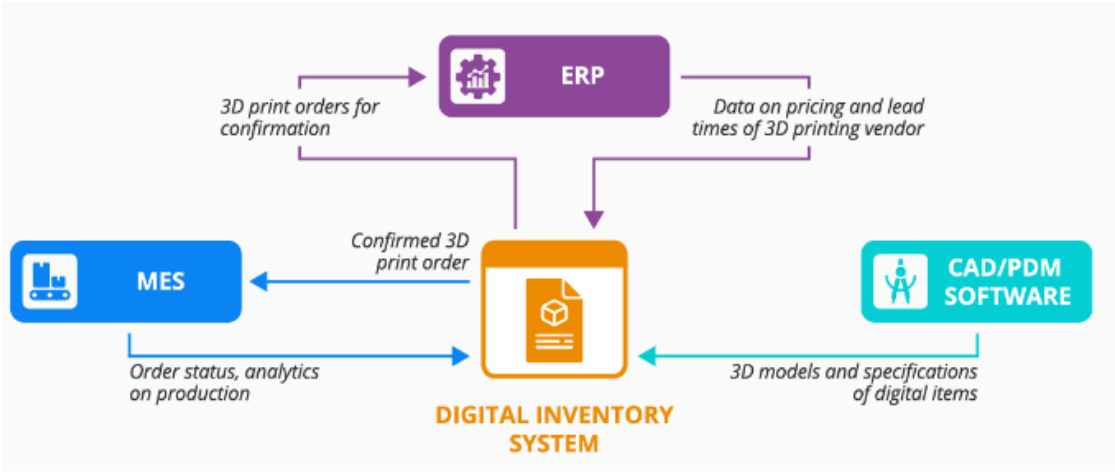 ERP
3D print orders for
confirmation
Data on pricing and lead
times of 3D printing vendor
Confirmed 3D
print order
MES
CAD/PDM
SOFTWARE
Order status, analytics
on production
3D models and specifications
of digital items
DIGITAL INVENTORY
SYSTEM